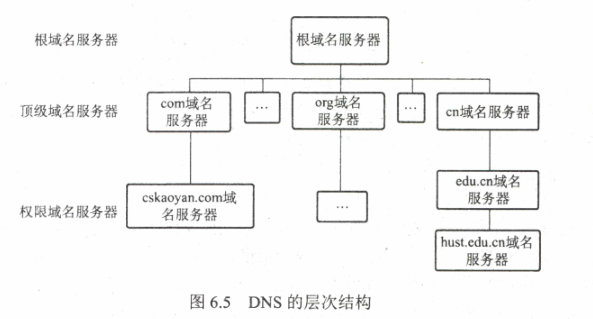 根域名服务器
根域名服务器
顶级域名服务器
com域名
服务器
...
org域名
服务器
...
cn域名服务器
权限域名服务器
cskaoyan.com域
名服务器
...
edu.cn域名
服务器
hust.edu.cn域名
服务器
图 6.5 DNS 的层次结构